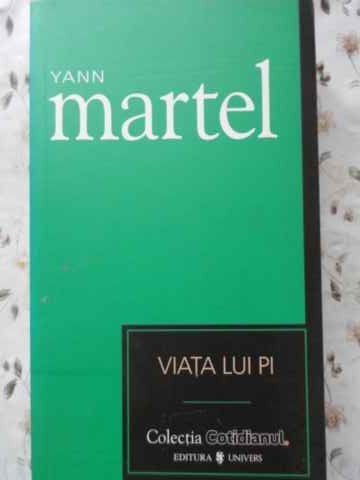 YANN
martel
VIAȚA LUI PI
Colecția Cotidianul
EDITURA UNIVERS